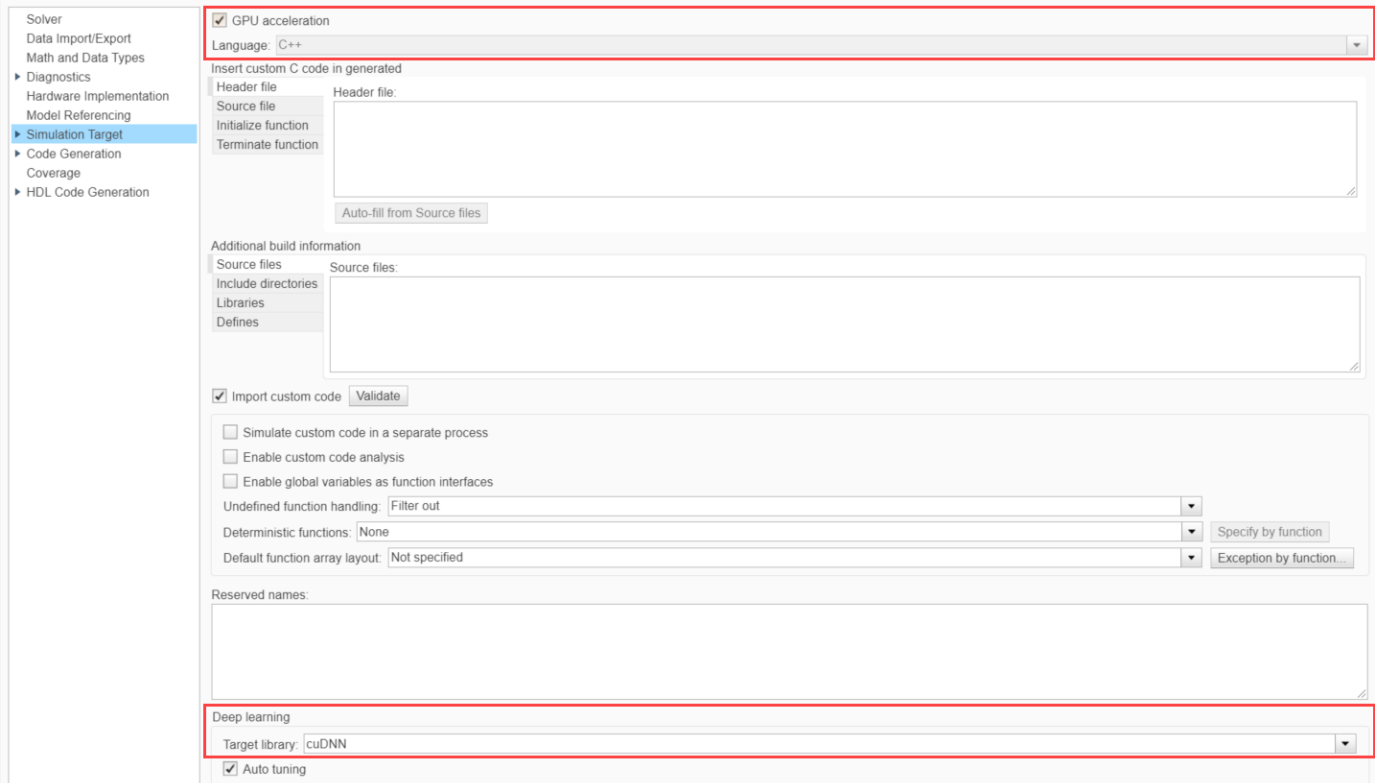 Solver
Data Import/Export
Math and Data Types
Diagnostics
Hardware Implementation
Model Referencing
Simulation Target
Code Generation
Coverage
HDL Code Generation
GPU acceleration
Language: C++
Insert custom C code in generated
Header file
Source file
Initialize function
Terminate function
Header file:
Auto-fill from Source files
Additional build information
Source files
Include directories
Libraries
Defines
Source files:
Import custom code Validate
Simulate custom code in a separate process
Enable custom code analysis
Enable global variables as function interfaces
Undefined function handling: Filter out
Deterministic functions: None Specify by function
Default function array layout: Not specified Exception by function...
Reserved names:
Deep learning
Target library: cuDNN
Auto tuning